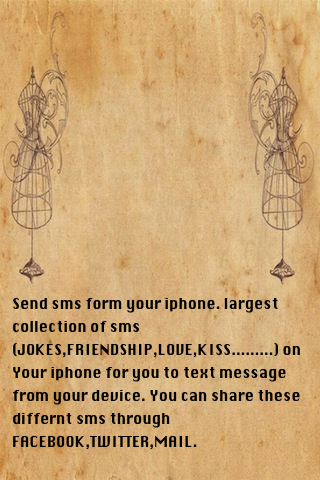 Send sms form your iphone. largest
collection of sms
(JOKES,FRIENDSHIP,LOVE,KISS.........) on
Your iphone for you to text message
from your device. You can share these
differnt sms through
FACEBOOK,TWITTER,MAIL.